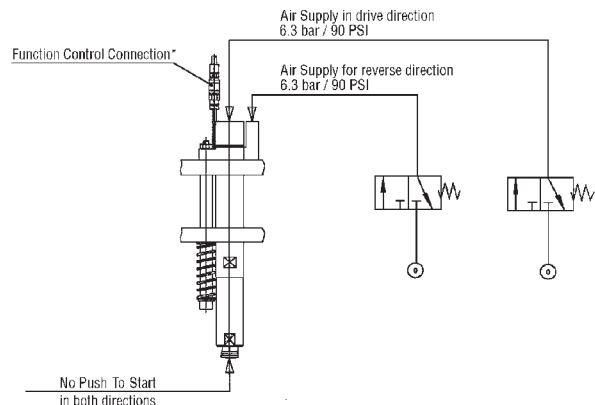 Air Supply in drive direction
6.3 bar / 90 PSI
Function Control Connection*
Air Supply for reverse direction
6.3 bar / 90 PSI
No Push To Start
in both directions